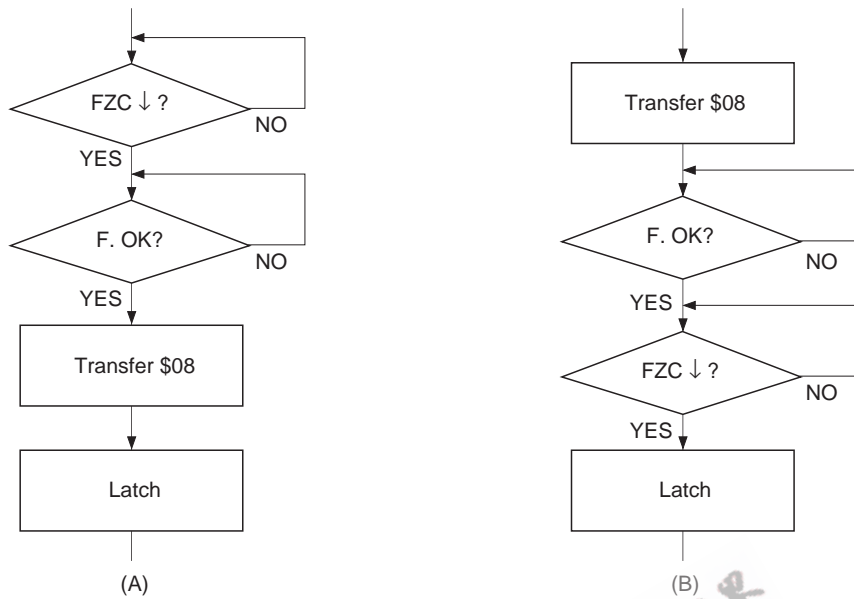 FZC ↓ ?
NO
YES
F. OK?
NO
YES
Transfer $08
Latch
(A)
Transfer $08
F. OK?
NO
YES
FZC ↓ ?
NO
YES
Latch
(B)